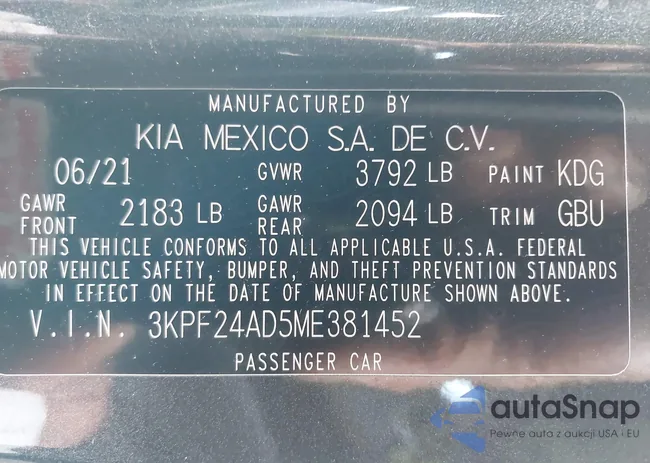 MANUFACTURED BY
KIA MEXICO S.A. DE C.V.
06/21 GVWR 3792 LB PAINT KDG
GAWR FRONT 2183 LB GAWR REAR 2094 LB TRIM GBU
THIS VEHICLE CONFORMS TO ALL APPLICABLE U.S.A. FEDERAL
MOTOR VEHICLE SAFETY, BUMPER, AND THEFT PREVENTION STANDARDS
IN EFFECT ON THE DATE OF MANUFACTURE SHOWN ABOVE.
V.I.N. 3KPF24AD5ME381452
PASSENGER CAR
autaSnap
Pewne auta z aukcji USA i EU